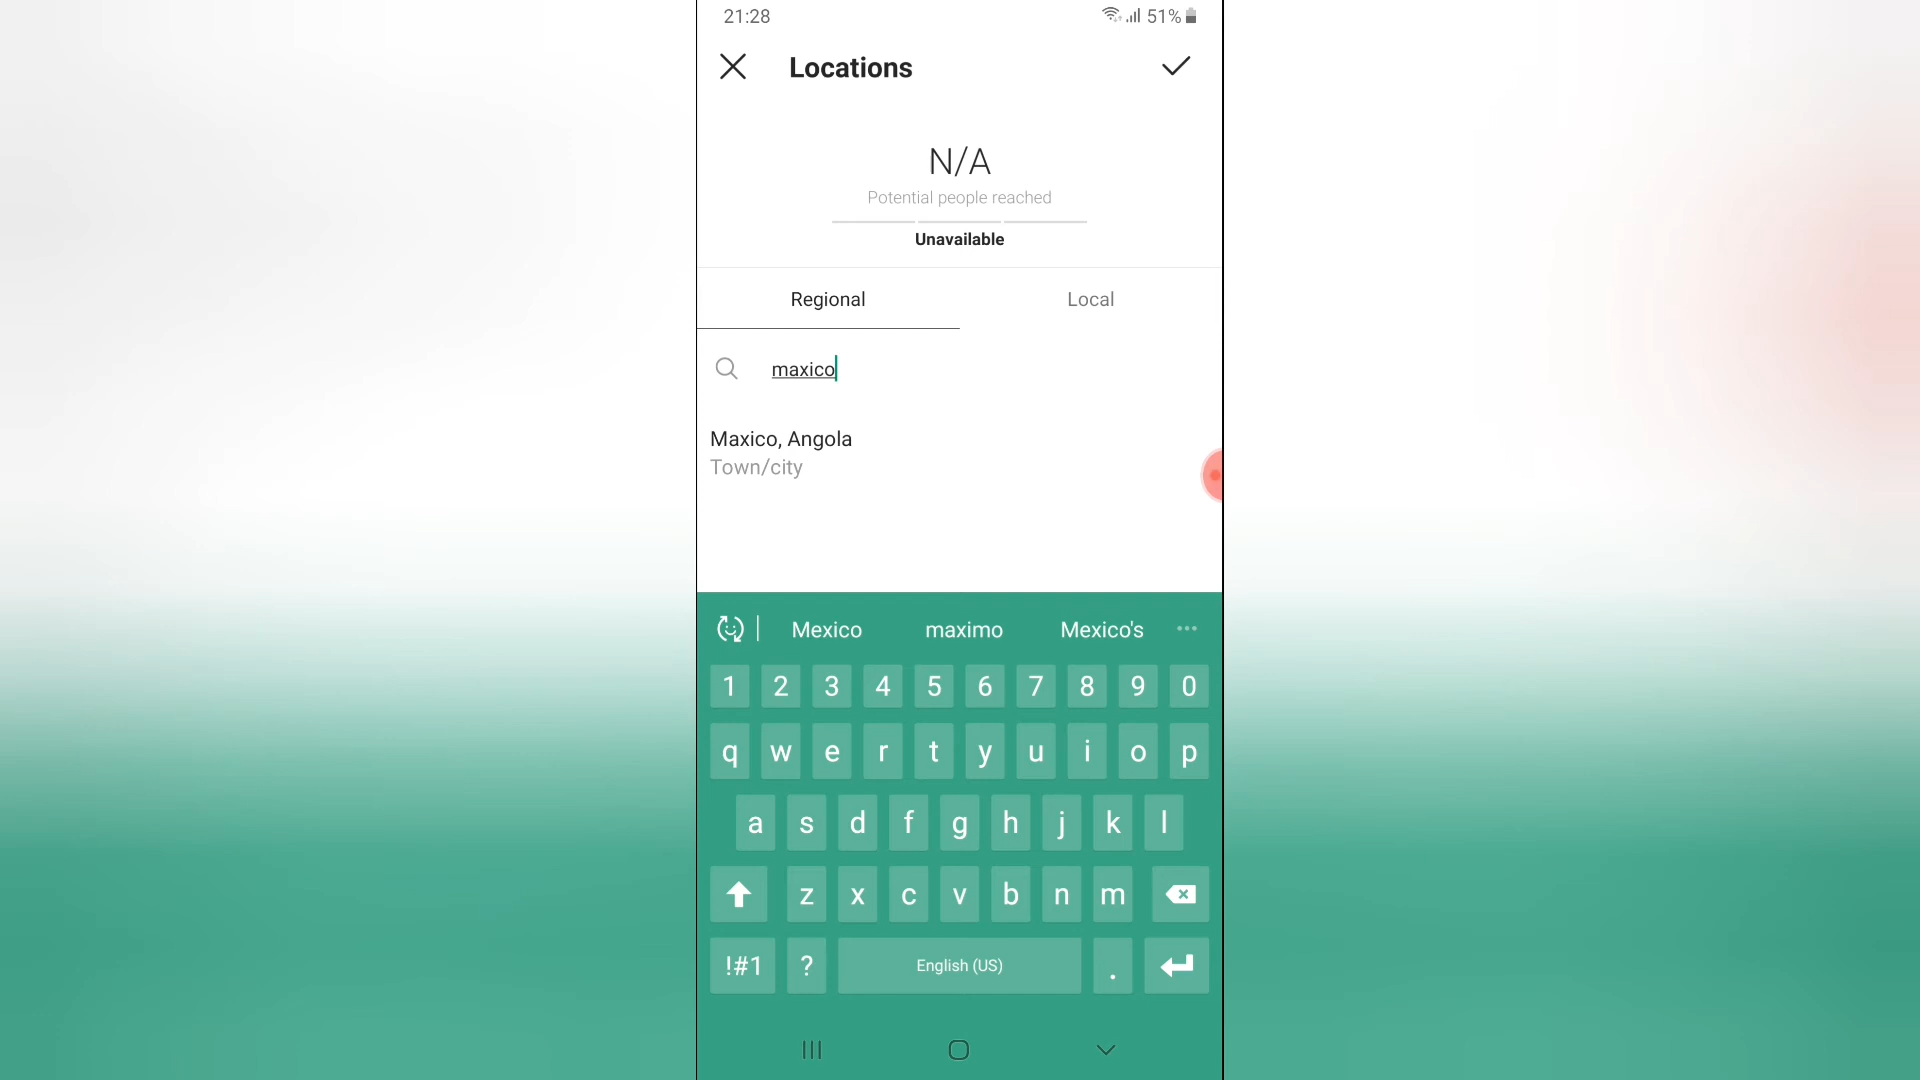 21:28
51%
Locations
N/A
Potential people reached
Unavailable
Regional Local
maxico
Maxico, Angola
Town/city
Mexico maximo Mexico's
1 2 3 4 5 6 7 8 9 0
q w e r t y u i o p
a s d f g h j k l
z x c v b n m
!#1 ? English (US) .